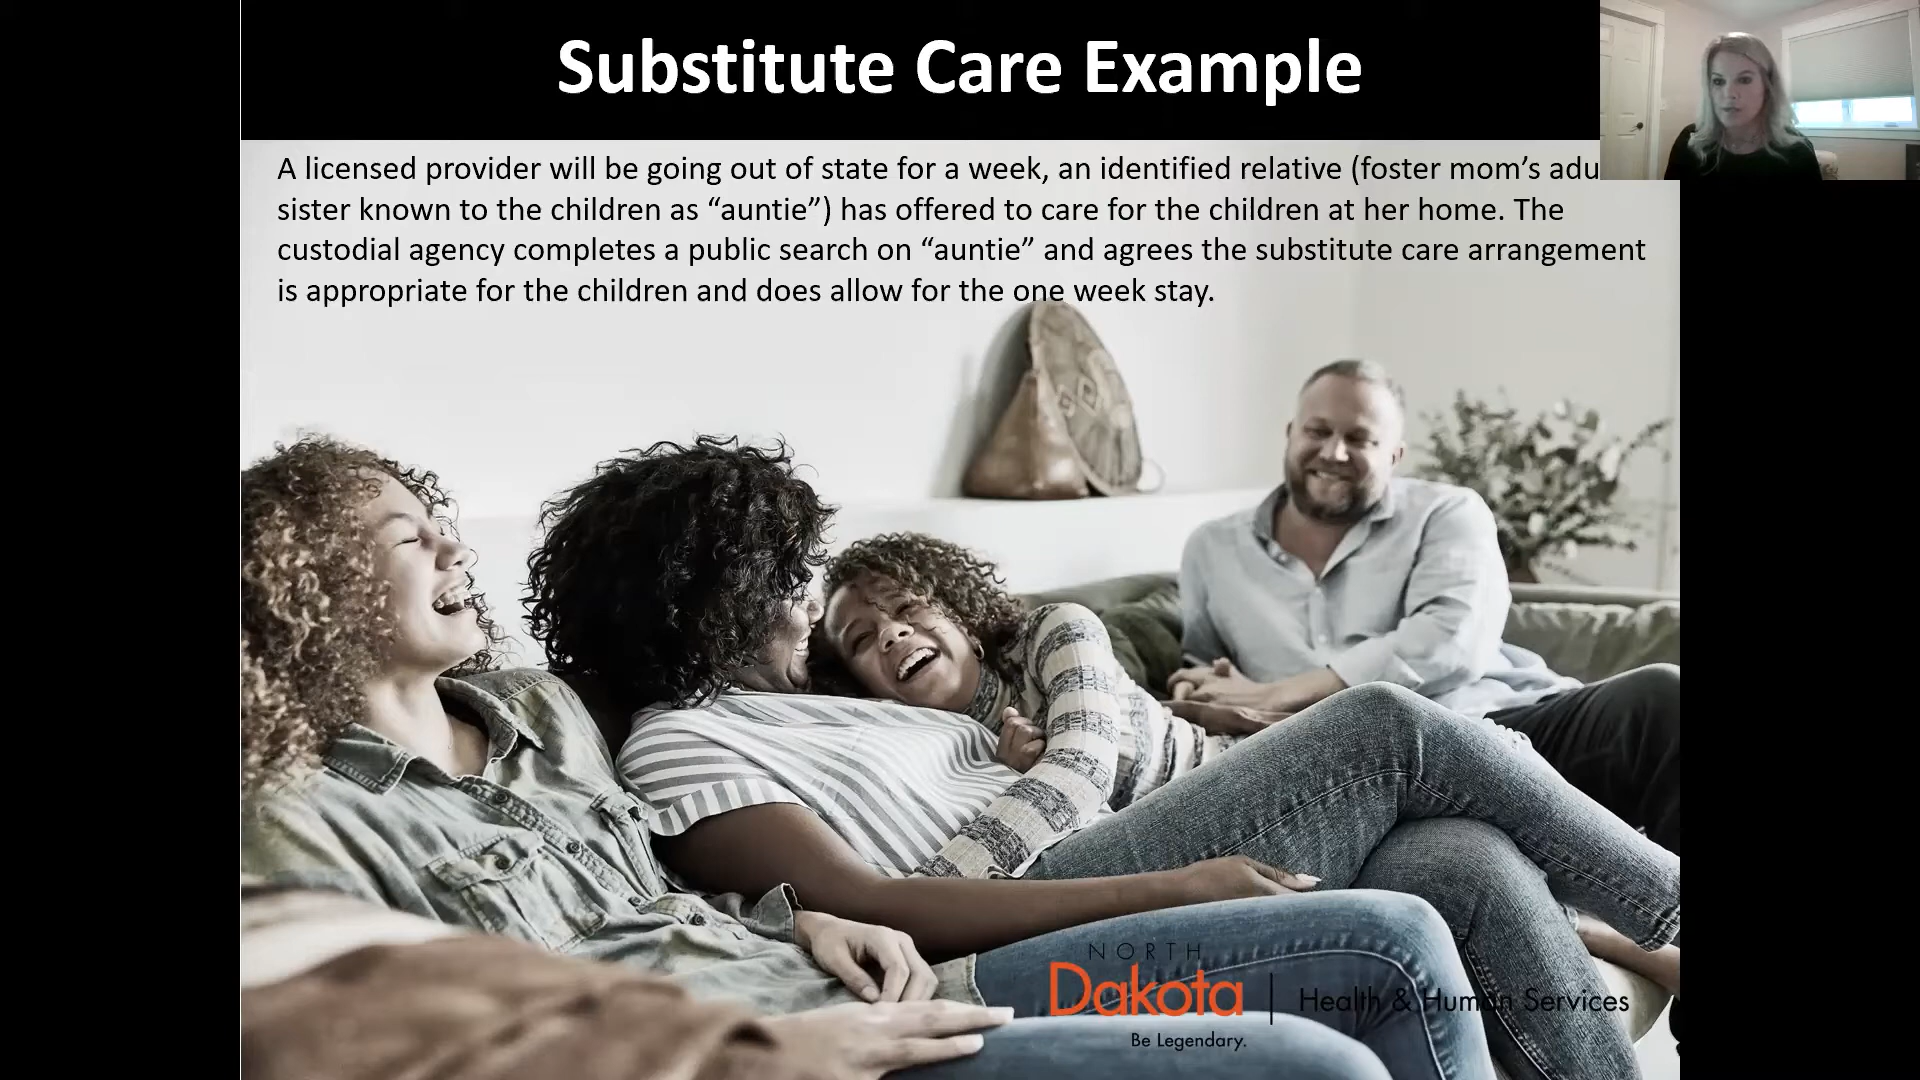 Substitute Care Example
A licensed provider will be going out of state for a week, an identified relative (foster mom’s adu
sister known to the children as “auntie”) has offered to care for the children at her home. The
custodial agency completes a public search on “auntie” and agrees the substitute care arrangement
is appropriate for the children and does allow for the one week stay.
NORTH
Dakota | Health & Human Services
Be Legendary.